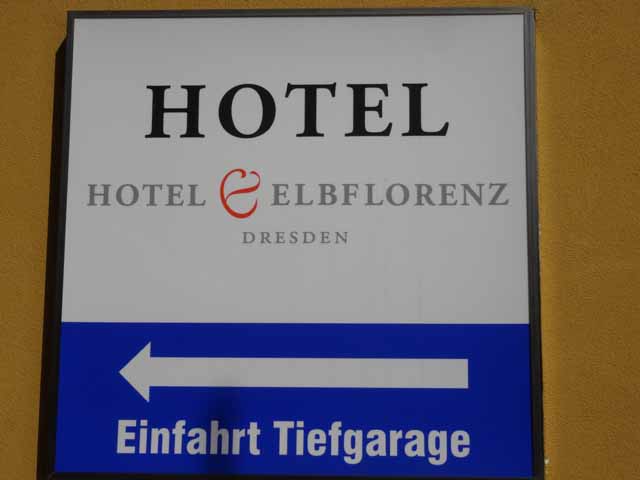 HOTEL
HOTEL & ELBFLORENZ
DRESDEN
Einfahrt Tiefgarage